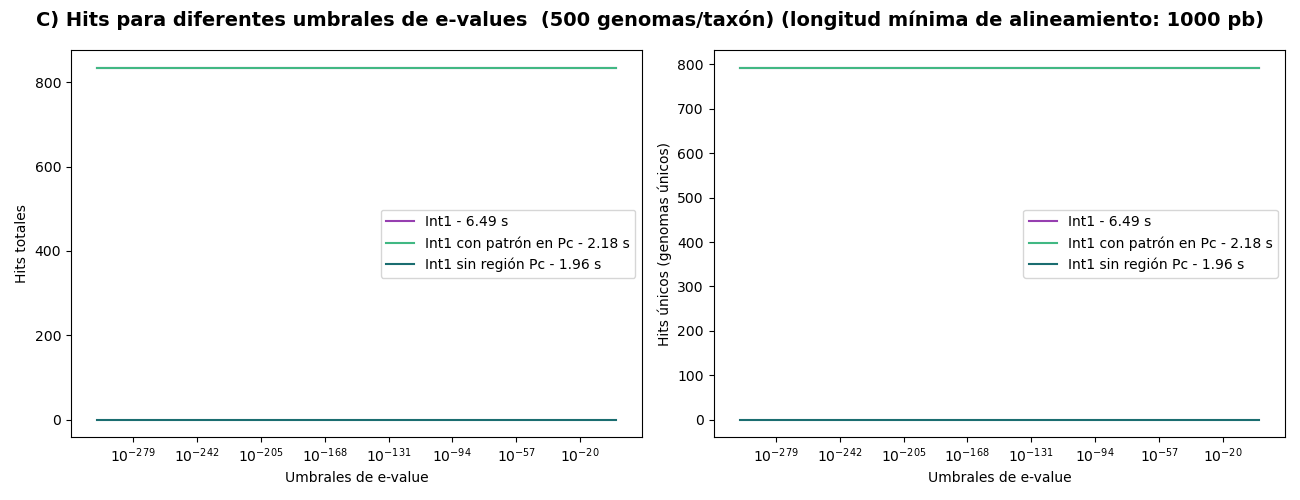 C) Hits para diferentes umbrales de e-values  (500 genomas/taxón) (longitud mínima de alineamiento: 1000 pb)
Hits totales
800
600
400
200
0
Int1 - 6.49 s
Int1 con patrón en Pc - 2.18 s
Int1 sin región Pc - 1.96 s
10⁻²⁷⁹ 10⁻²⁴² 10⁻²⁰⁵ 10⁻¹⁶⁸ 10⁻¹³¹ 10⁻⁹⁴ 10⁻⁵⁷ 10⁻²⁰
Umbrales de e-value
Hits únicos (genomas únicos)
800
700
600
500
400
300
200
100
0
Int1 - 6.49 s
Int1 con patrón en Pc - 2.18 s
Int1 sin región Pc - 1.96 s
10⁻²⁷⁹ 10⁻²⁴² 10⁻²⁰⁵ 10⁻¹⁶⁸ 10⁻¹³¹ 10⁻⁹⁴ 10⁻⁵⁷ 10⁻²⁰
Umbrales de e-value